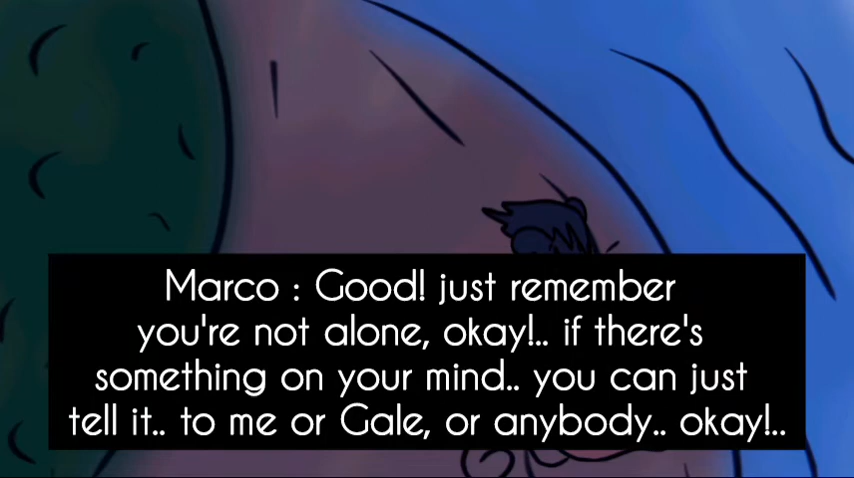 Marco : Good! just remember
you're not alone, okay!.. if there's
something on your mind.. you can just
tell it.. to me or Gale, or anybody.. okay!..